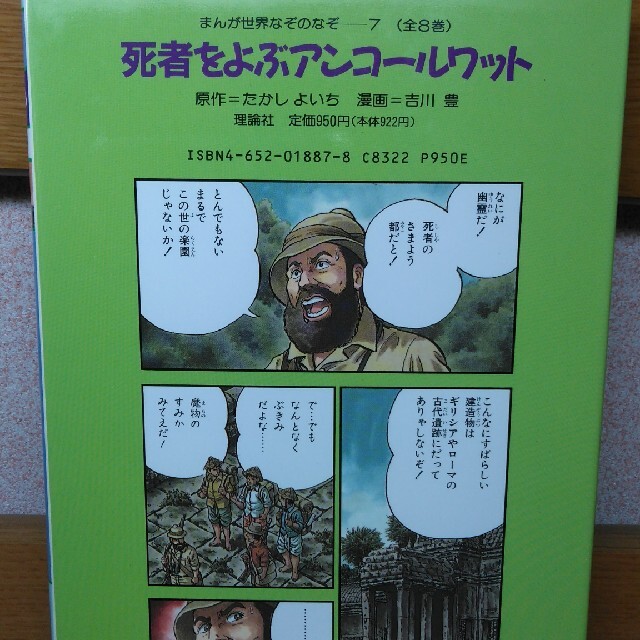 まんが世界なぞのなぞ──7 (全8巻)
死者をよぶアンコールワット
原作=たかし よいち 漫画=吉川 豊
理論社 定価950円(本体922円)
ISBN4-652-01887-8 C8322 P950E
なにが
幽霊だ!
死者の
さまよう
都だと!
とんでもない
まるで
この世の楽園
じゃないか!
こんなにすばらしい
建造物は
ギリシアやローマの
古代遺跡にだって
ありゃしないぞ!
で…でも
なんとなく
ぶきみ
だよな……
魔物の
すみか
みてえだ!
…………